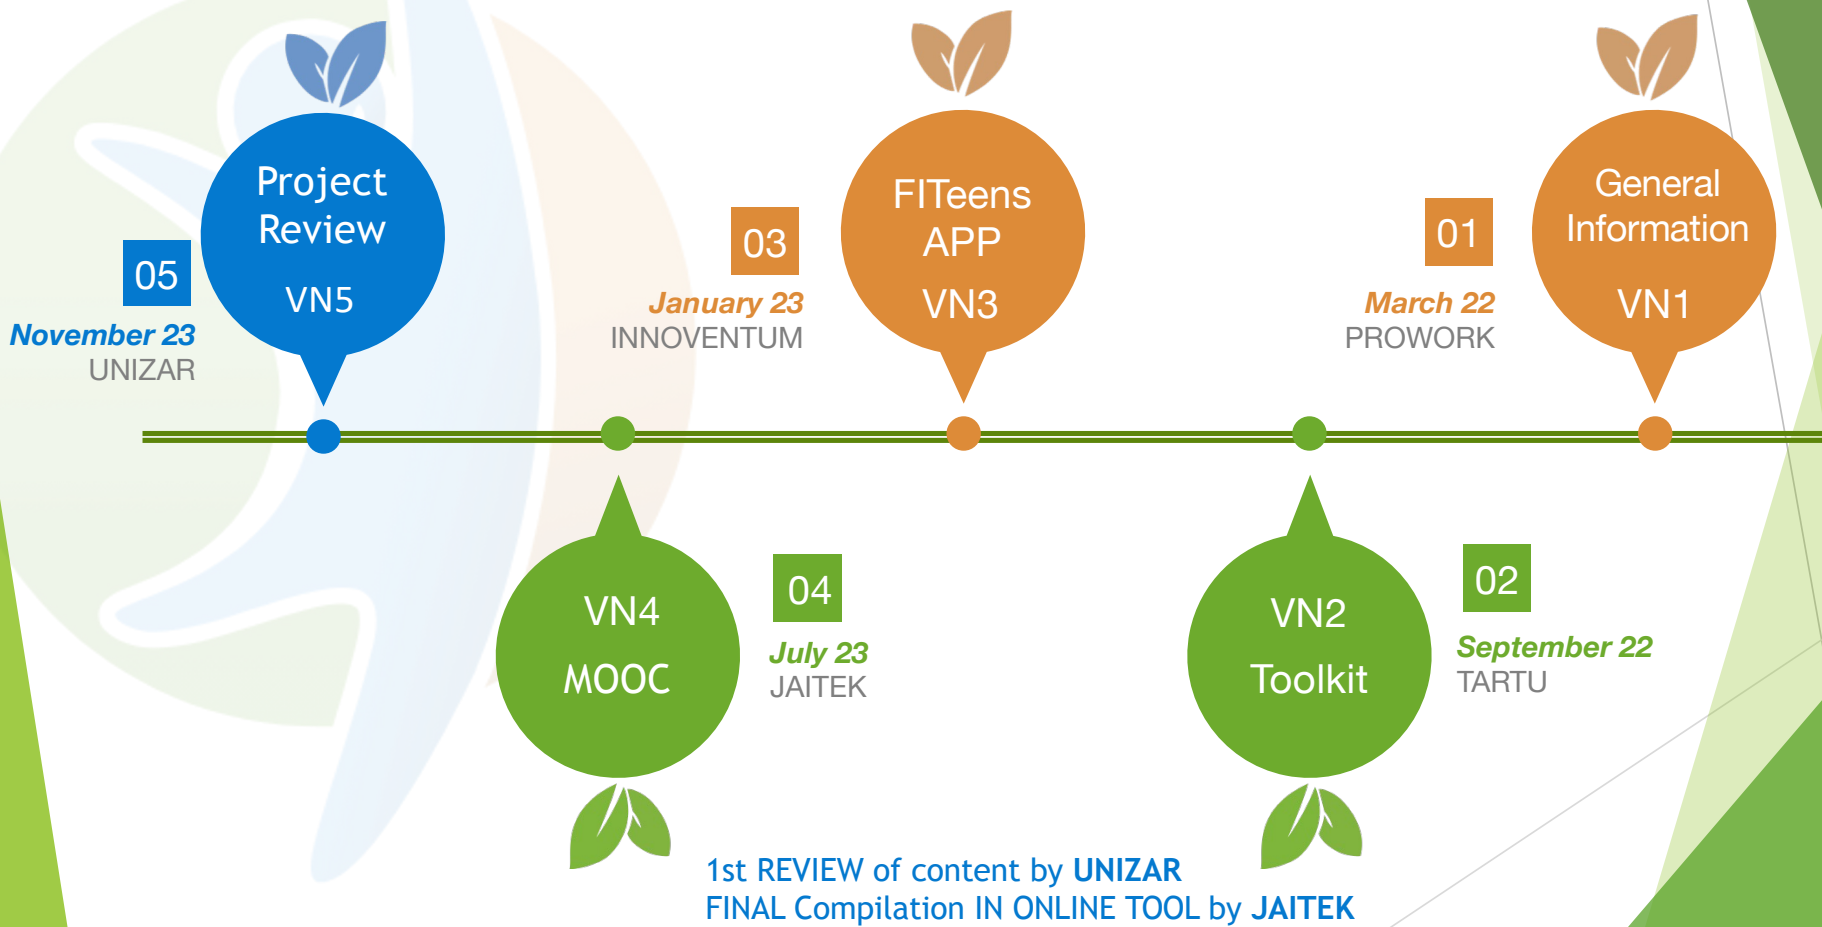 Project
Review
VN5
05
November 23
UNIZAR
FITeens
APP
VN3
03
January 23
INNOVENTUM
General
Information
VN1
01
March 22
PROWORK
VN4
MOOC
04
July 23
JAITEK
VN2
Toolkit
02
September 22
TARTU
1st REVIEW of content by UNIZAR
FINAL Compilation IN ONLINE TOOL by JAITEK